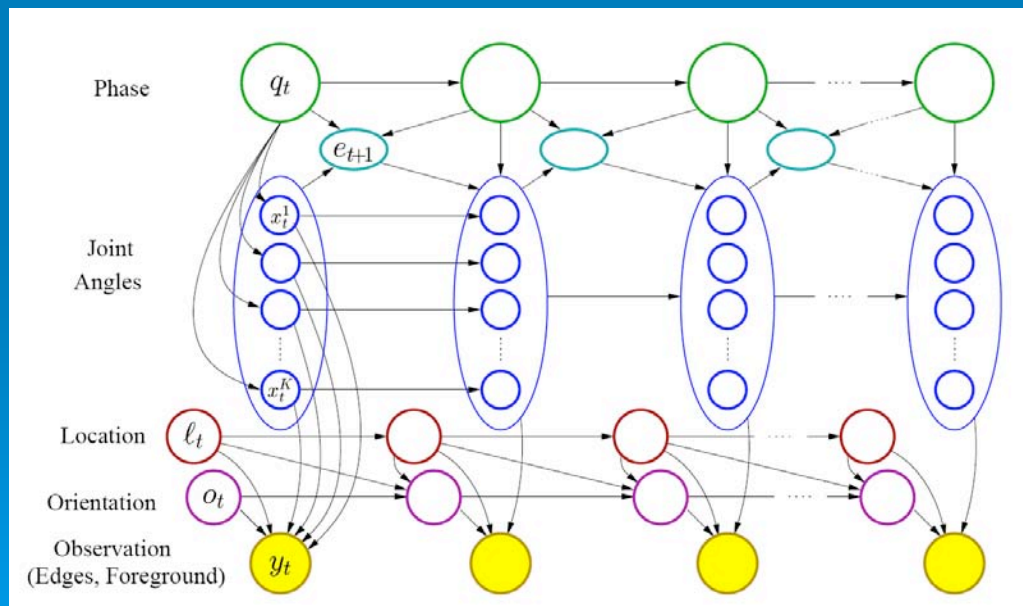 Phase
q_t
e_{t+1}
x_t^1
Joint
Angles
x_t^K
Location
ℓ_t
Orientation
o_t
Observation
(Edges, Foreground)
y_t